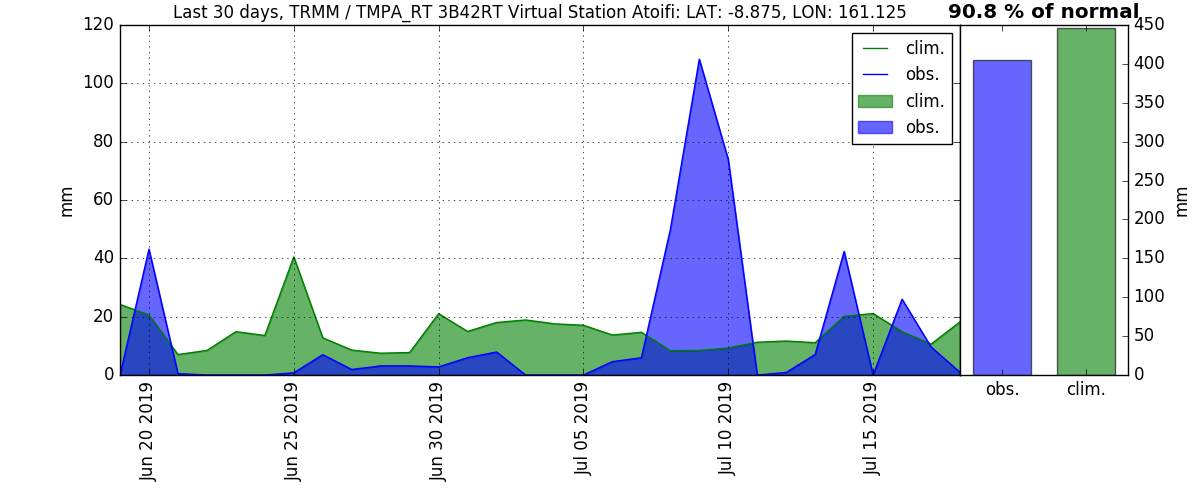 Last 30 days, TRMM / TMPA_RT 3B42RT Virtual Station Atoifi: LAT: -8.875, LON: 161.125
90.8 % of normal
120
100
80
60
40
20
0
mm
clim.
obs.
clim.
obs.
450
400
350
300
250
200
150
100
50
0
mm
Jun 20 2019
Jun 25 2019
Jun 30 2019
Jul 05 2019
Jul 10 2019
Jul 15 2019
obs.
clim.